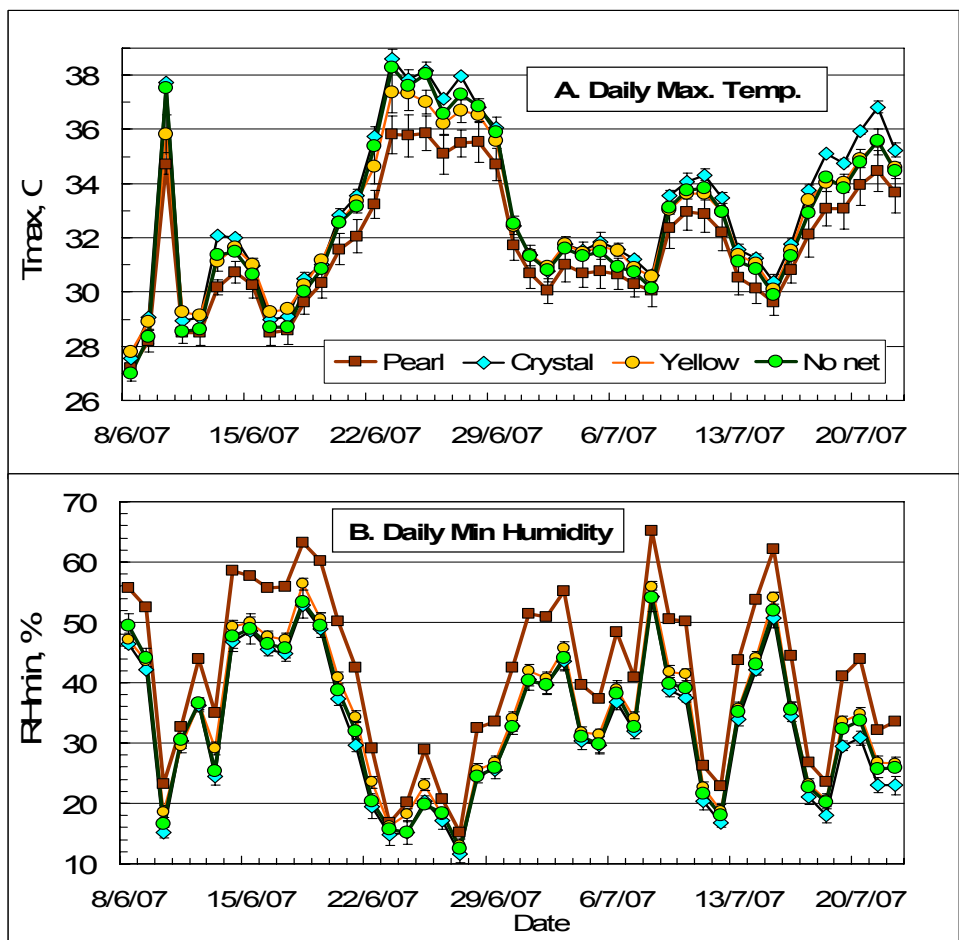 A. Daily Max. Temp.
Tmax, C
38
36
34
32
30
28
26
Pearl Crystal Yellow No net
8/6/07 15/6/07 22/6/07 29/6/07 6/7/07 13/7/07 20/7/07
B. Daily Min Humidity
RHmin, %
70
60
50
40
30
20
10
8/6/07 15/6/07 22/6/07 29/6/07 6/7/07 13/7/07 20/7/07
Date